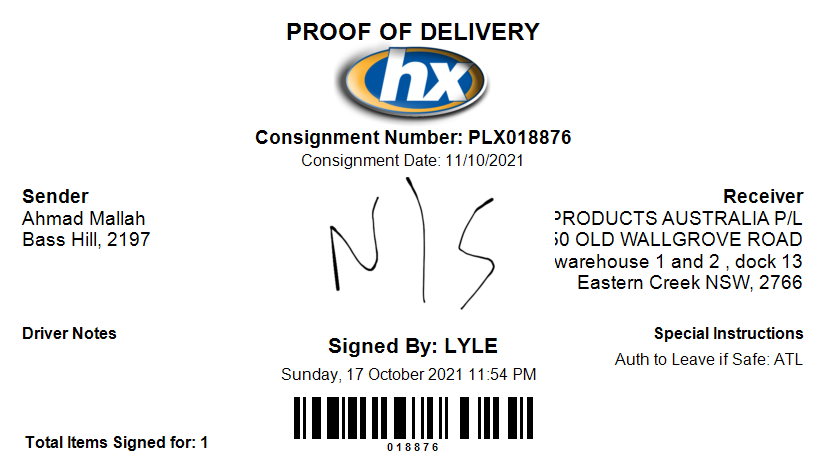 PROOF OF DELIVERY
hx
Consignment Number: PLX018876
Consignment Date: 11/10/2021
Sender
Ahmad Mallah
Bass Hill, 2197
NIS
Receiver
PRODUCTS AUSTRALIA P/L
50 OLD WALLGROVE ROAD
warehouse 1 and 2 , dock 13
Eastern Creek NSW, 2766
Driver Notes
Special Instructions
Auth to Leave if Safe: ATL
Signed By: LYLE
Sunday, 17 October 2021 11:54 PM
018876
Total Items Signed for: 1